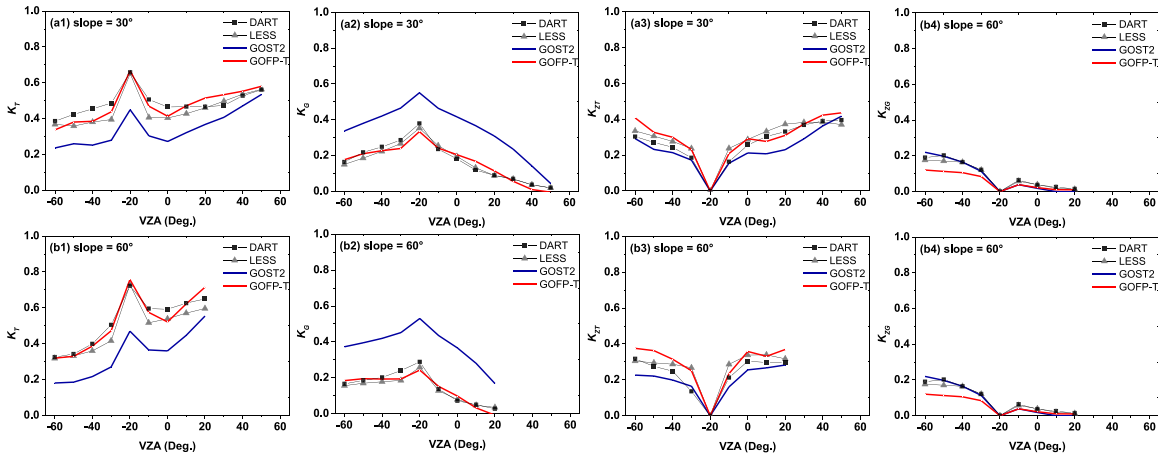 (a1) slope = 30°
DART
LESS
GOST2
GOFP-T
K_T
1.0
0.8
0.6
0.4
0.2
0.0
-60 -40 -20 0 20 40 60
VZA (Deg.)
(a2) slope = 30°
DART
LESS
GOST2
GOFP-T
K_G
1.0
0.8
0.6
0.4
0.2
0.0
-60 -40 -20 0 20 40 60
VZA (Deg.)
(a3) slope = 30°
DART
LESS
GOST2
GOFP-T
K_ZT
1.0
0.8
0.6
0.4
0.2
0.0
-60 -40 -20 0 20 40 60
VZA (Deg.)
(b4) slope = 60°
DART
LESS
GOST2
GOFP-T
K_ZG
1.0
0.8
0.6
0.4
0.2
0.0
-60 -40 -20 0 20 40 60
VZA (Deg.)
(b1) slope = 60°
DART
LESS
GOST2
GOFP-T
K_T
1.0
0.8
0.6
0.4
0.2
0.0
-60 -40 -20 0 20 40 60
VZA (Deg.)
(b2) slope = 60°
DART
LESS
GOST2
GOFP-T
K_G
1.0
0.8
0.6
0.4
0.2
0.0
-60 -40 -20 0 20 40 60
VZA (Deg.)
(b3) slope = 60°
DART
LESS
GOST2
GOFP-T
K_ZT
1.0
0.8
0.6
0.4
0.2
0.0
-60 -40 -20 0 20 40 60
VZA (Deg.)
(b4) slope = 60°
DART
LESS
GOST2
GOFP-T
K_ZG
1.0
0.8
0.6
0.4
0.2
0.0
-60 -40 -20 0 20 40 60
VZA (Deg.)